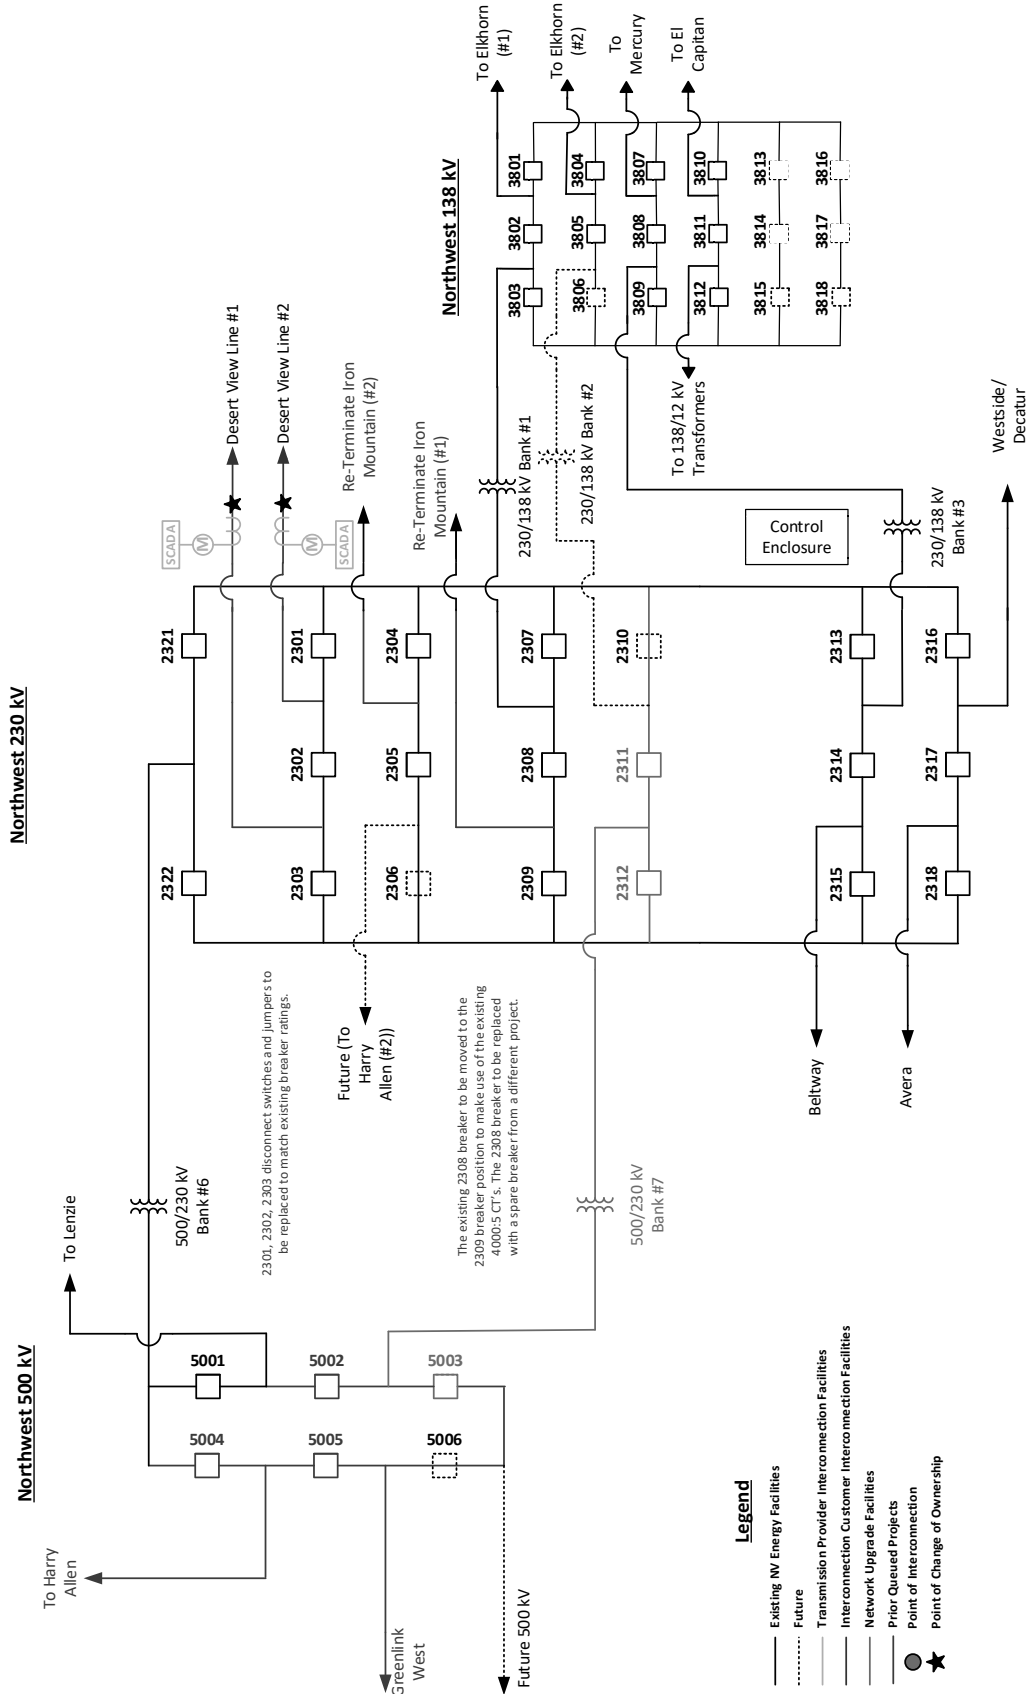 Northwest 500 kV
To Harry
Allen
Greenlink
West
Future 500 kV
To Lenzie
5001
5002
5003
5004
5005
5006
500/230 kV
Bank #6
500/230 kV
Bank #7
2301, 2302, 2303 disconnect switches and jumpers to
be replaced to match existing breaker ratings.
The existing 2308 breaker to be moved to the
2309 breaker position to make use of the existing
4000:5 CT's. The 2308 breaker to be replaced
with a spare breaker from a different project.
Northwest 230 kV
2322
2321
2303
2302
2301
2306
2305
2304
2309
2308
2307
2312
2311
2310
2315
2314
2313
2318
2317
2316
Future (To
Harry
Allen (#2))
Beltway
Avera
SCADA
M
Desert View Line #1
Desert View Line #2
M
SCADA
Re-Terminate Iron
Mountain (#2)
Re-Terminate Iron
Mountain (#1)
230/138 kV Bank #1
230/138 kV Bank #2
230/138 kV
Bank #3
Control
Enclosure
Westside/
Decatur
Northwest 138 kV
To Elkhorn
(#1)
To Elkhorn
(#2)
To
Mercury
To El
Capitan
To 138/12 kV
Transformers
3803
3802
3801
3806
3805
3804
3809
3808
3807
3812
3811
3810
3815
3814
3813
3818
3817
3816
Legend
Existing NV Energy Facilities
Future
Transmission Provider Interconnection Facilities
Interconnection Customer Interconnection Facilities
Network Upgrade Facilities
Prior Queued Projects
Point of Interconnection
Point of Change of Ownership